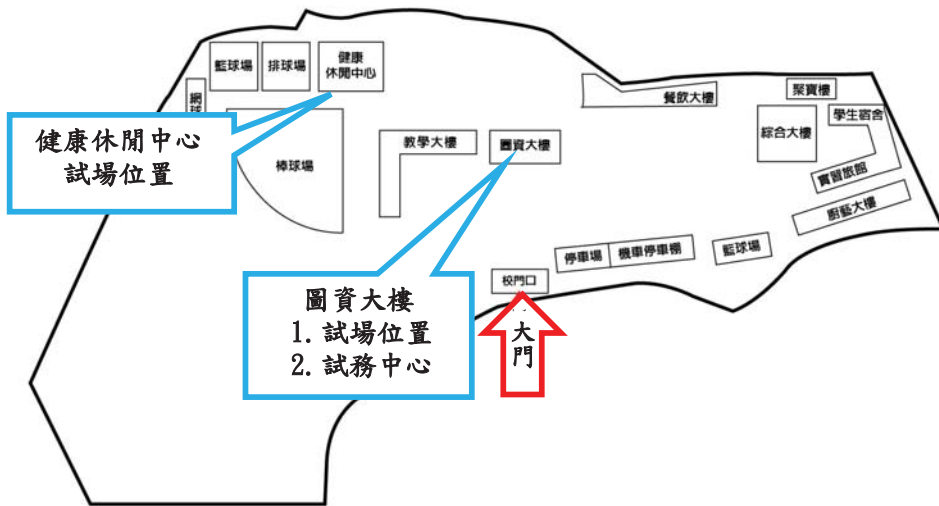 籃球場
排球場
健康
休閒中心
網球
健康休閒中心
試場位置
棒球場
教學大樓
圖資大樓
餐飲大樓
聚寶樓
綜合大樓
學生宿舍
實習旅館
廚藝大樓
停車場
機車停車棚
籃球場
校門口
圖資大樓
1. 試場位置
2. 試務中心
大
門